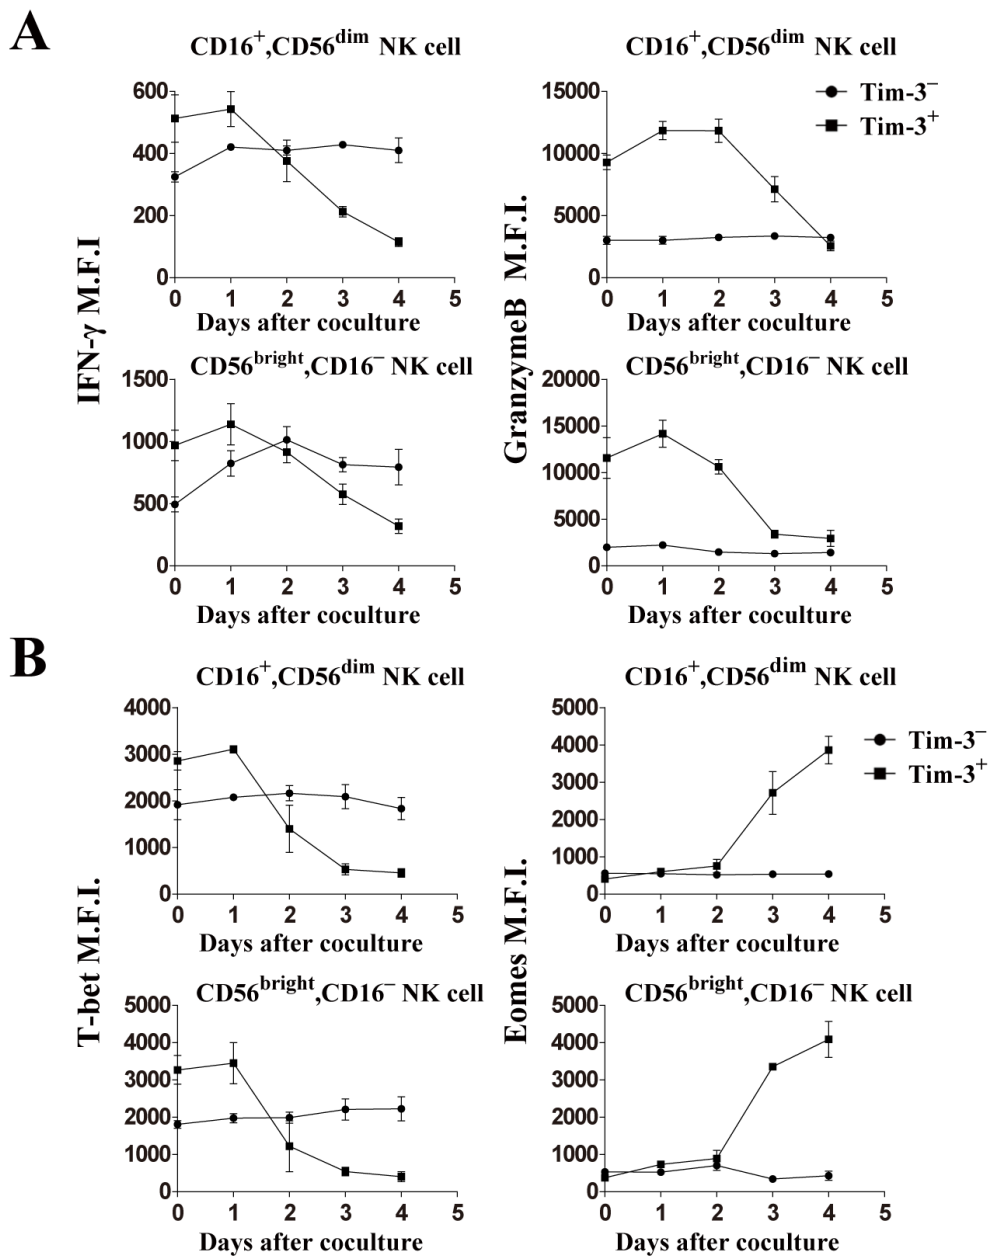 A
CD16⁺,CD56ᵈⁱᵐ NK cell
600
400
200
0
0 1 2 3 4 5
Days after coculture
CD16⁺,CD56ᵈⁱᵐ NK cell
15000
10000
5000
0
0 1 2 3 4 5
Days after coculture
Tim-3⁻
Tim-3⁺
IFN-γ M.F.I
GranzymeB M.F.I.
CD56ᵇʳⁱᵍʰᵗ,CD16⁻ NK cell
1500
1000
500
0
0 1 2 3 4 5
Days after coculture
CD56ᵇʳⁱᵍʰᵗ,CD16⁻ NK cell
20000
15000
10000
5000
0
0 1 2 3 4 5
Days after coculture
B
CD16⁺,CD56ᵈⁱᵐ NK cell
4000
3000
2000
1000
0
0 1 2 3 4 5
Days after coculture
CD16⁺,CD56ᵈⁱᵐ NK cell
5000
4000
3000
2000
1000
0
0 1 2 3 4 5
Days after coculture
Tim-3⁻
Tim-3⁺
T-bet M.F.I.
Eomes M.F.I.
CD56ᵇʳⁱᵍʰᵗ,CD16⁻ NK cell
5000
4000
3000
2000
1000
0
0 1 2 3 4 5
Days after coculture
CD56ᵇʳⁱᵍʰᵗ,CD16⁻ NK cell
5000
4000
3000
2000
1000
0
0 1 2 3 4 5
Days after coculture